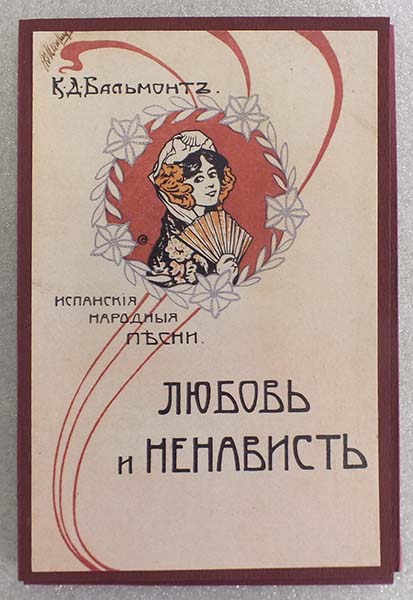 К.Д.Бальмонтъ.
©
Испанскія
народныя
пѣсни.
Любовь
и Ненависть